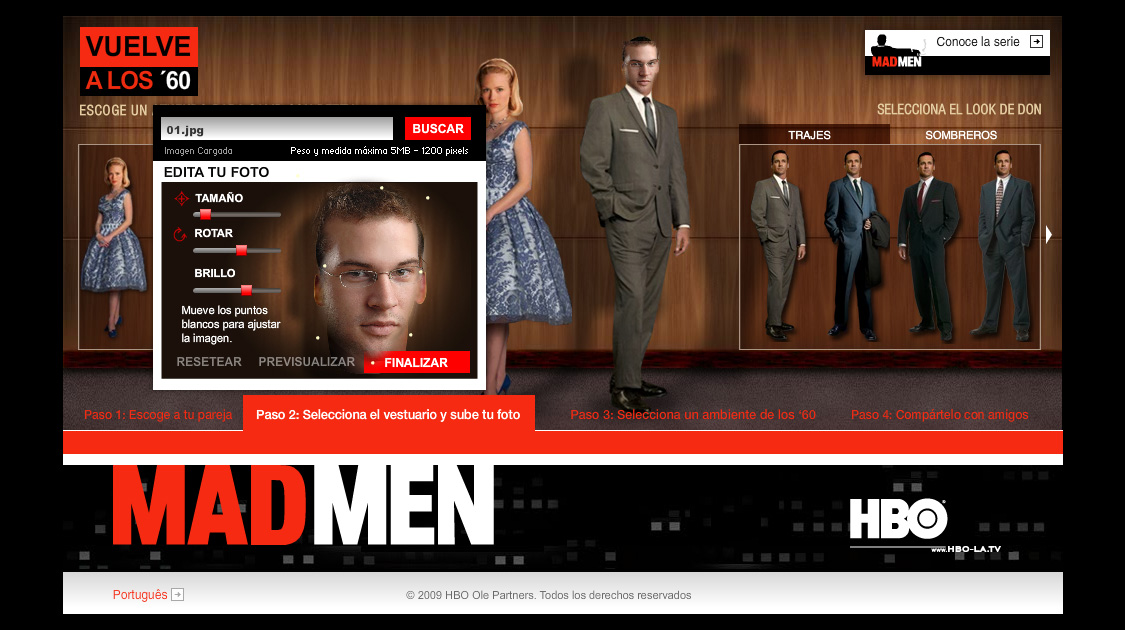 VUELVE
A LOS ´60
Conoce la serie
MADMEN
ESCOGE UN
SELECCIONA EL LOOK DE DON
01.jpg
BUSCAR
TRAJES
SOMBREROS
Imagen Cargada
Peso y medida máxima 5MB - 1200 pixels
EDITA TU FOTO
TAMAÑO
ROTAR
BRILLO
Mueve los puntos
blancos para ajustar
la imagen.
RESETEAR
PREVISUALIZAR
FINALIZAR
Paso 1: Escoge a tu pareja
Paso 2: Selecciona el vestuario y sube tu foto
Paso 3: Selecciona un ambiente de los ‘60
Paso 4: Compártelo con amigos
MADMEN
HBO
www.HBO-LA.TV
Português
© 2009 HBO Ole Partners. Todos los derechos reservados